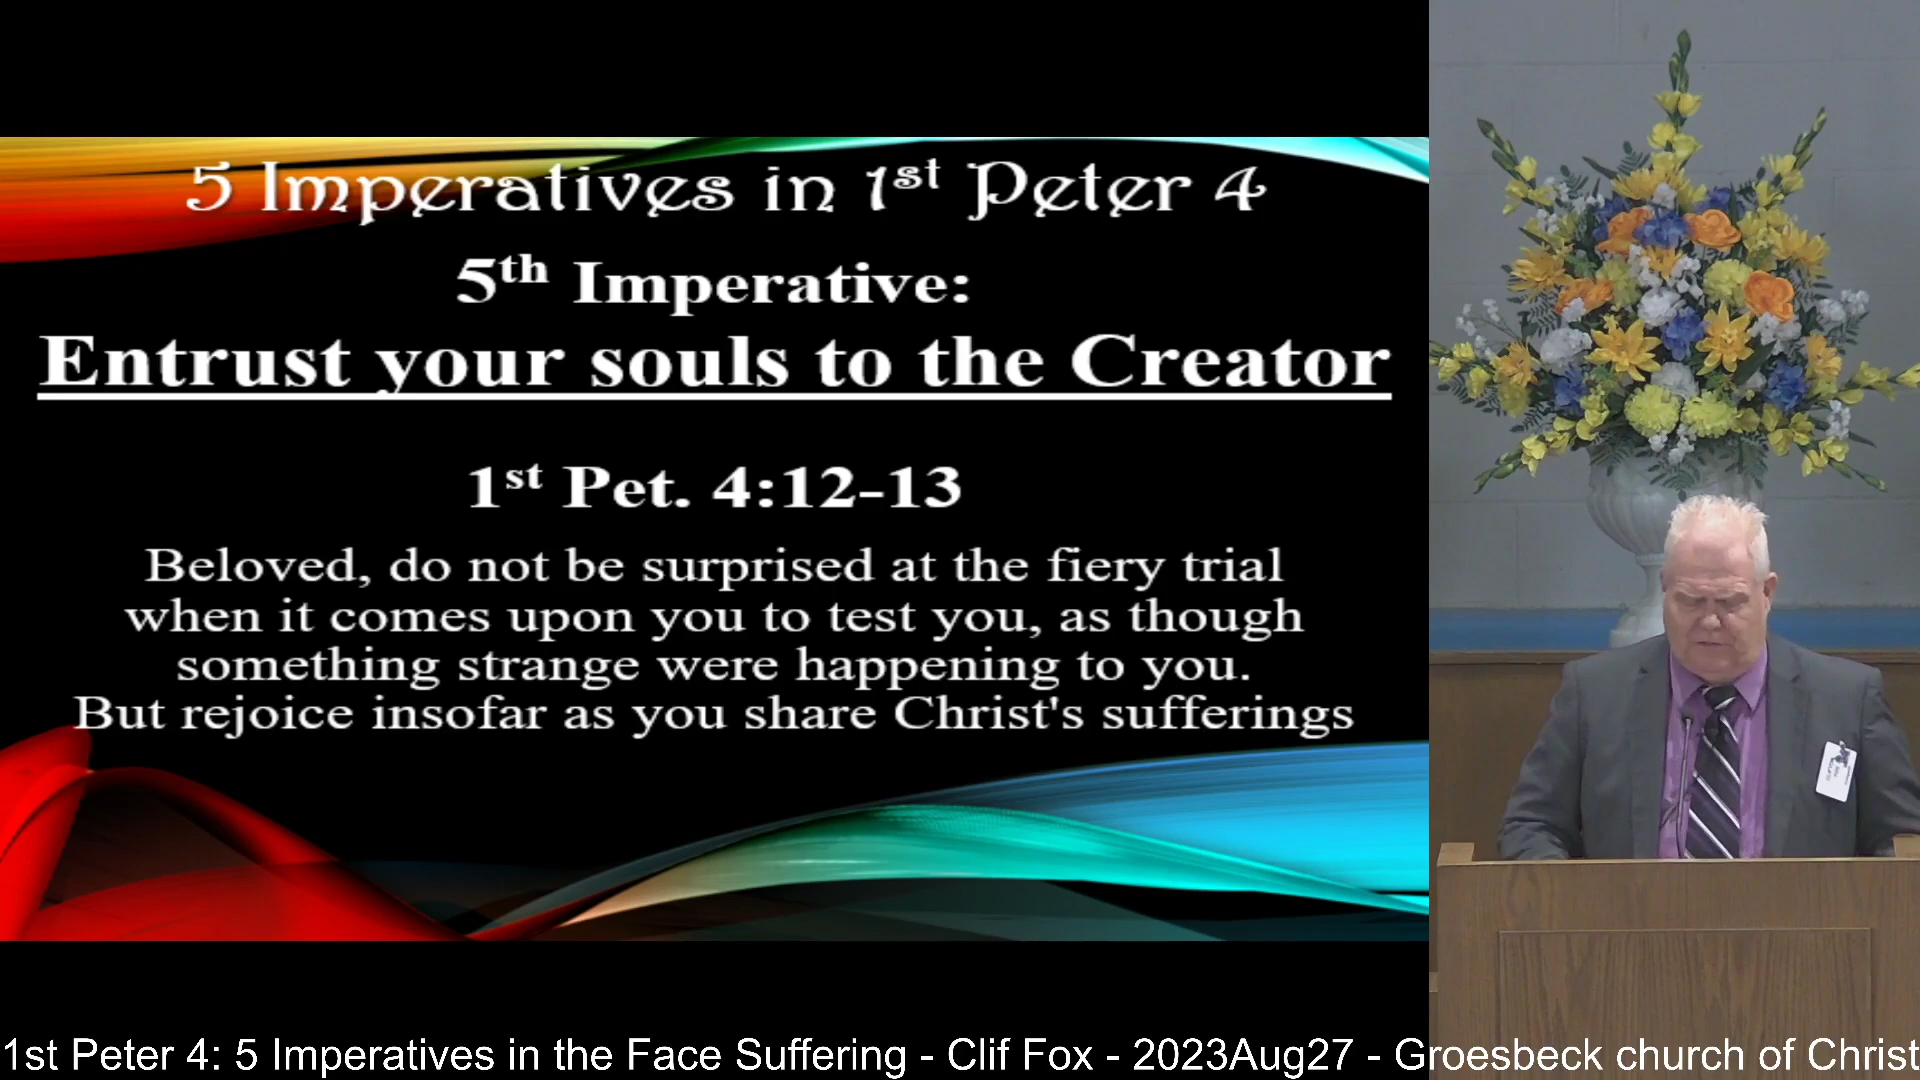 5 Imperatives in 1st Peter 4
5th Imperative:
Entrust your souls to the Creator
1st Pet. 4:12-13
Beloved, do not be surprised at the fiery trial
when it comes upon you to test you, as though
something strange were happening to you.
But rejoice insofar as you share Christ's sufferings
1st Peter 4: 5 Imperatives in the Face Suffering - Clif Fox - 2023Aug27 - Groesbeck church of Christ